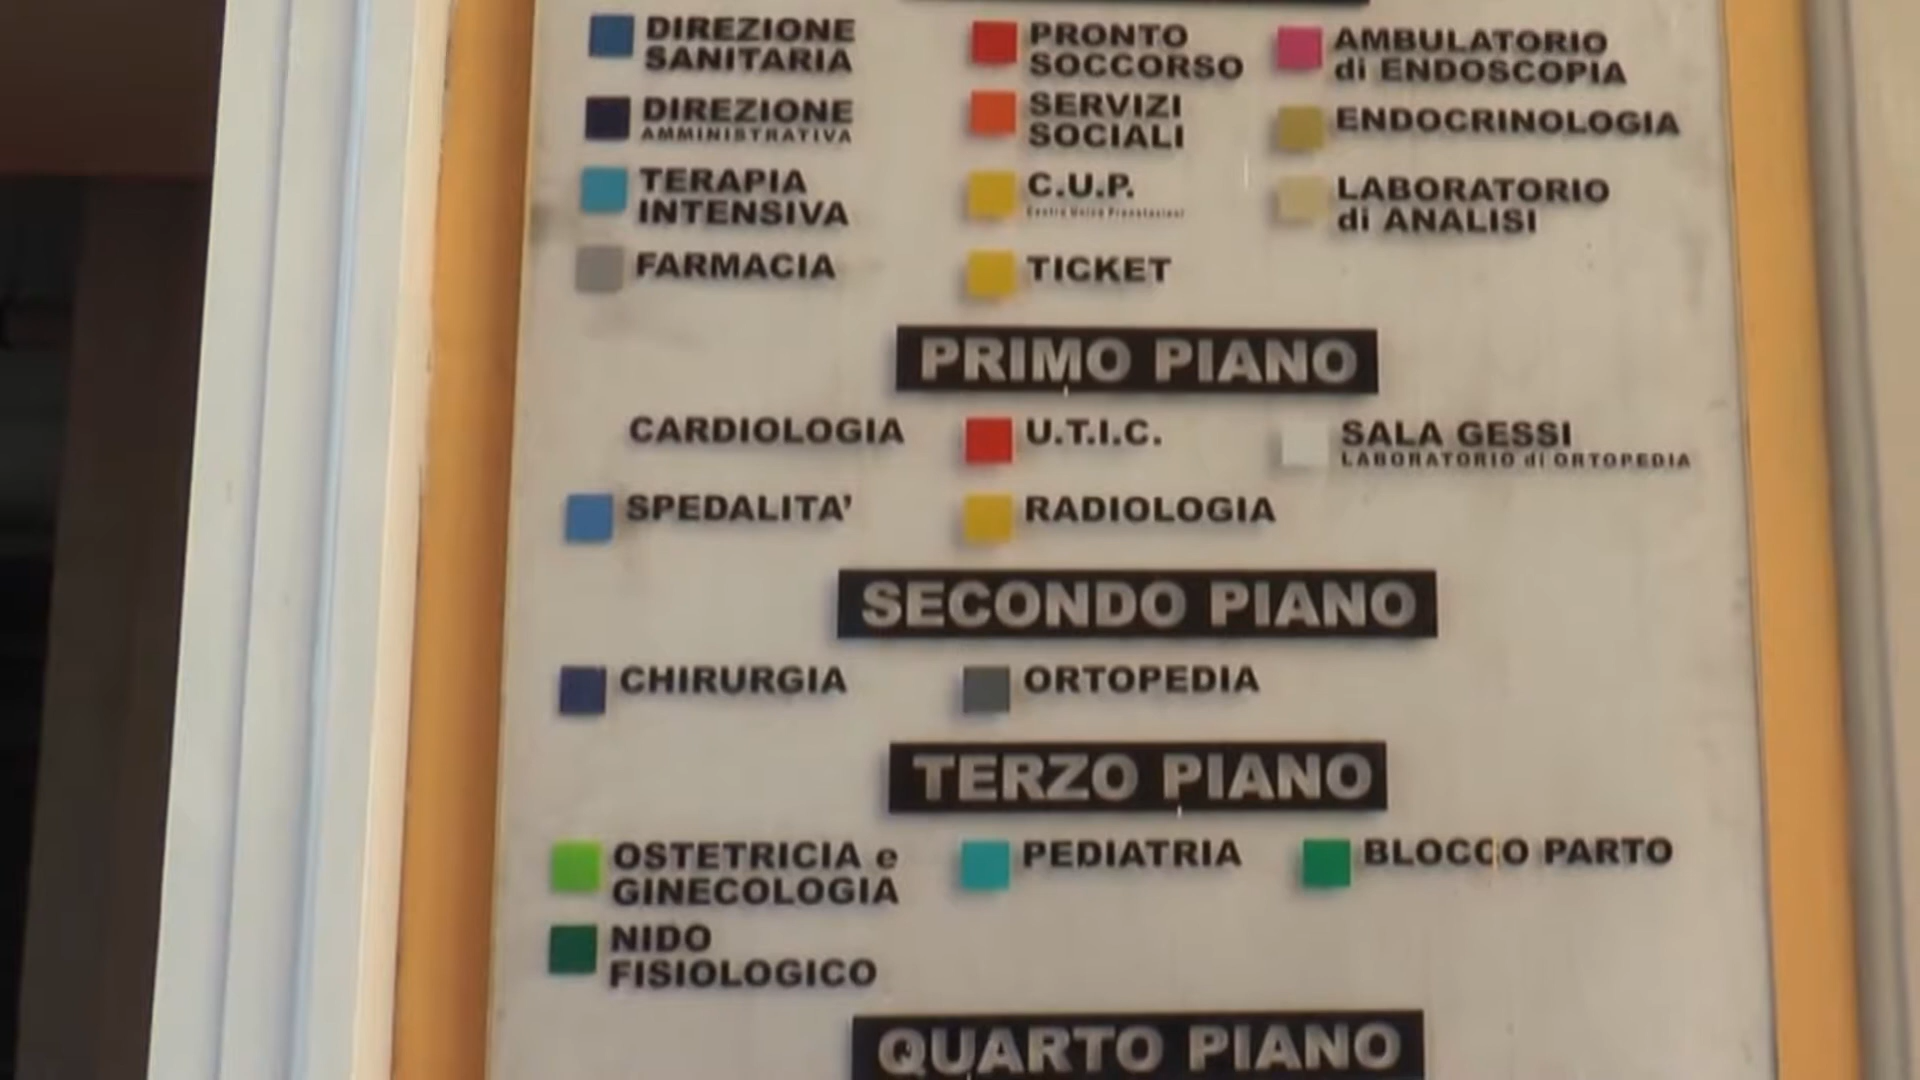 DIREZIONE
SANITARIA
PRONTO
SOCCORSO
AMBULATORIO
di ENDOSCOPIA
DIREZIONE
AMMINISTRATIVA
SERVIZI
SOCIALI
ENDOCRINOLOGIA
TERAPIA
INTENSIVA
C.U.P.
Centro Unico Prenotazioni
LABORATORIO
di ANALISI
FARMACIA
TICKET
PRIMO PIANO
CARDIOLOGIA
U.T.I.C.
SALA GESSI
LABORATORIO di ORTOPEDIA
SPEDALITA'
RADIOLOGIA
SECONDO PIANO
CHIRURGIA
ORTOPEDIA
TERZO PIANO
OSTETRICIA e
GINECOLOGIA
PEDIATRIA
BLOCCO PARTO
NIDO
FISIOLOGICO
QUARTO PIANO